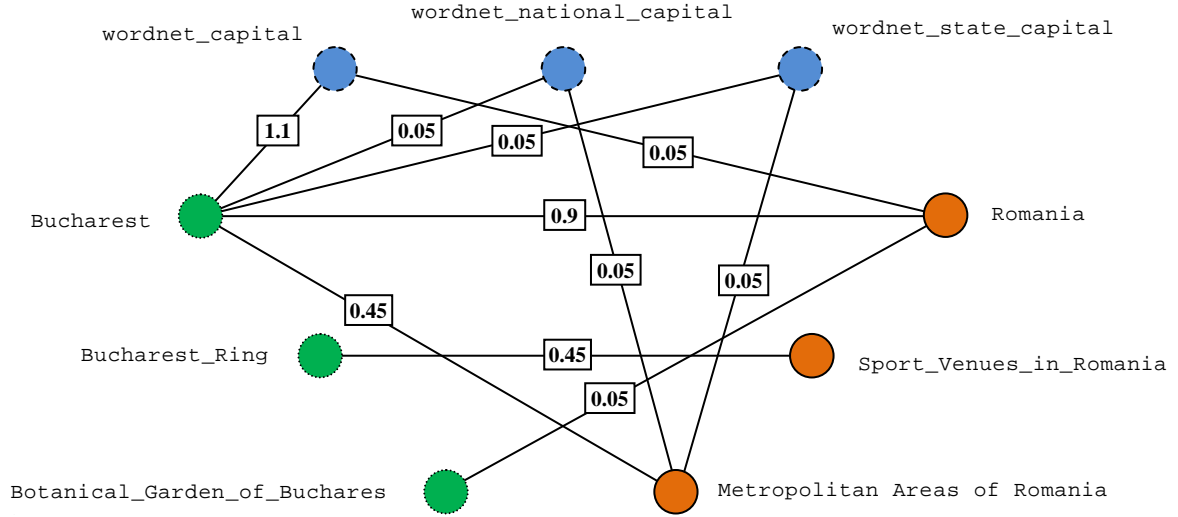 wordnet_national_capital
wordnet_capital
wordnet_state_capital
1.1
0.05
0.05
0.05
Bucharest
0.9
Romania
0.05
0.05
0.45
Bucharest_Ring
0.45
Sport_Venues_in_Romania
0.05
Botanical_Garden_of_Buchares
Metropolitan Areas of Romania